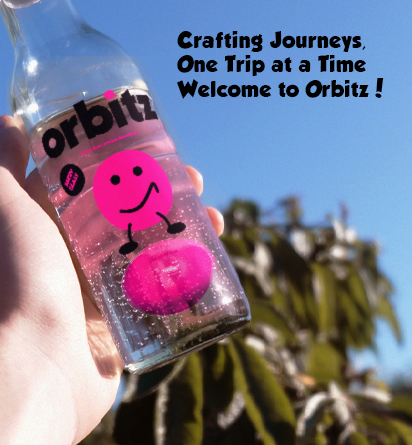 Crafting Journeys,
One Trip at a Time
Welcome to Orbitz!
orbitz